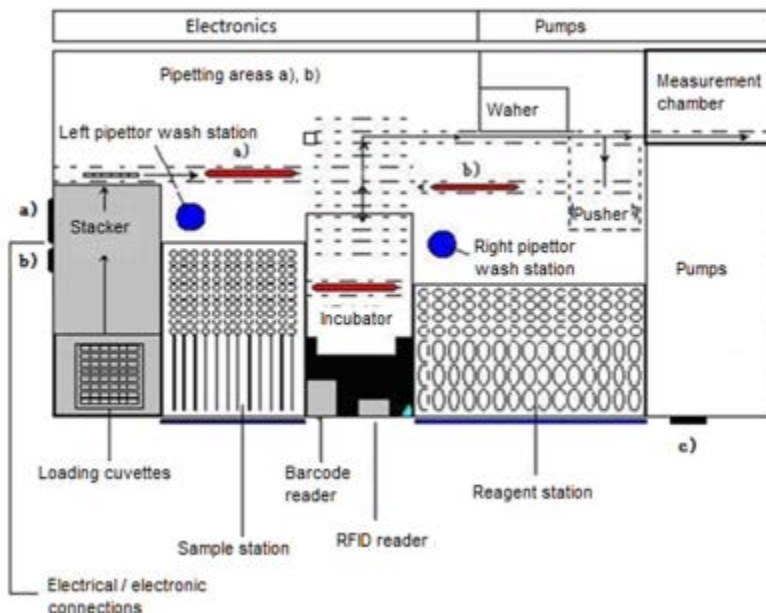 Electronics
Pumps
Pipetting areas a), b)
Measurement
chamber
Waher
Left pipettor wash station
a)
b)
a)
Stacker
Pusher
Right pipettor
wash station
b)
Pumps
Incubator
c)
Loading cuvettes
Barcode
reader
Reagent station
Sample station
RFID reader
Electrical / electronic
connections